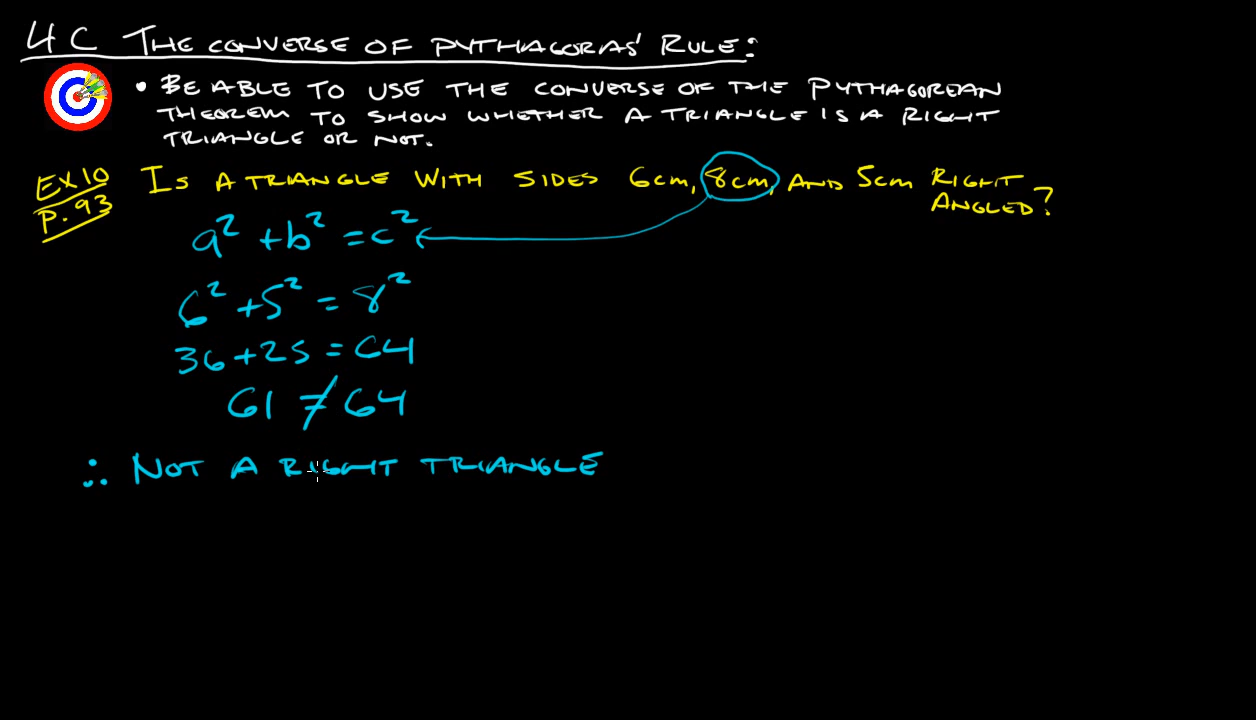 4C THE CONVERSE OF PYTHAGORAS' RULE:
• BE ABLE TO USE THE CONVERSE OF THE PYTHAGOREAN
THEOREM TO SHOW WHETHER A TRIANGLE IS A RIGHT
TRIANGLE OR NOT.
EX10 IS A TRIANGLE WITH SIDES 6cm, 8cm, AND 5cm RIGHT
P.93 ANGLED?
a² + b² = c²
6² + 5² = 8²
36 + 25 = 64
61 ≠ 64
∴ NOT A RIGHT TRIANGLE